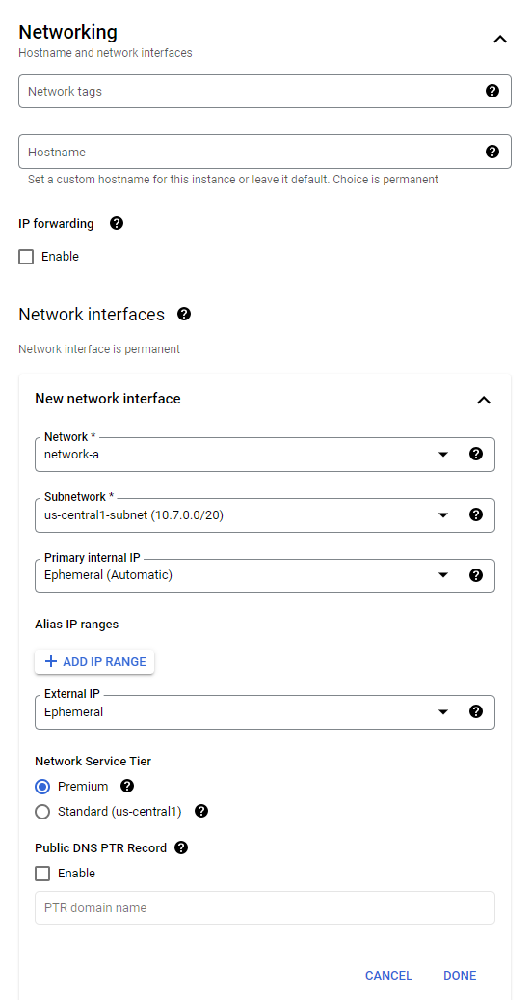 Networking
Hostname and network interfaces
Network tags
Hostname
Set a custom hostname for this instance or leave it default. Choice is permanent
IP forwarding
Enable
Network interfaces
Network interface is permanent
New network interface
Network *
network-a
Subnetwork *
us-central1-subnet (10.7.0.0/20)
Primary internal IP
Ephemeral (Automatic)
Alias IP ranges
ADD IP RANGE
External IP
Ephemeral
Network Service Tier
Premium
Standard (us-central1)
Public DNS PTR Record
Enable
PTR domain name
CANCEL DONE